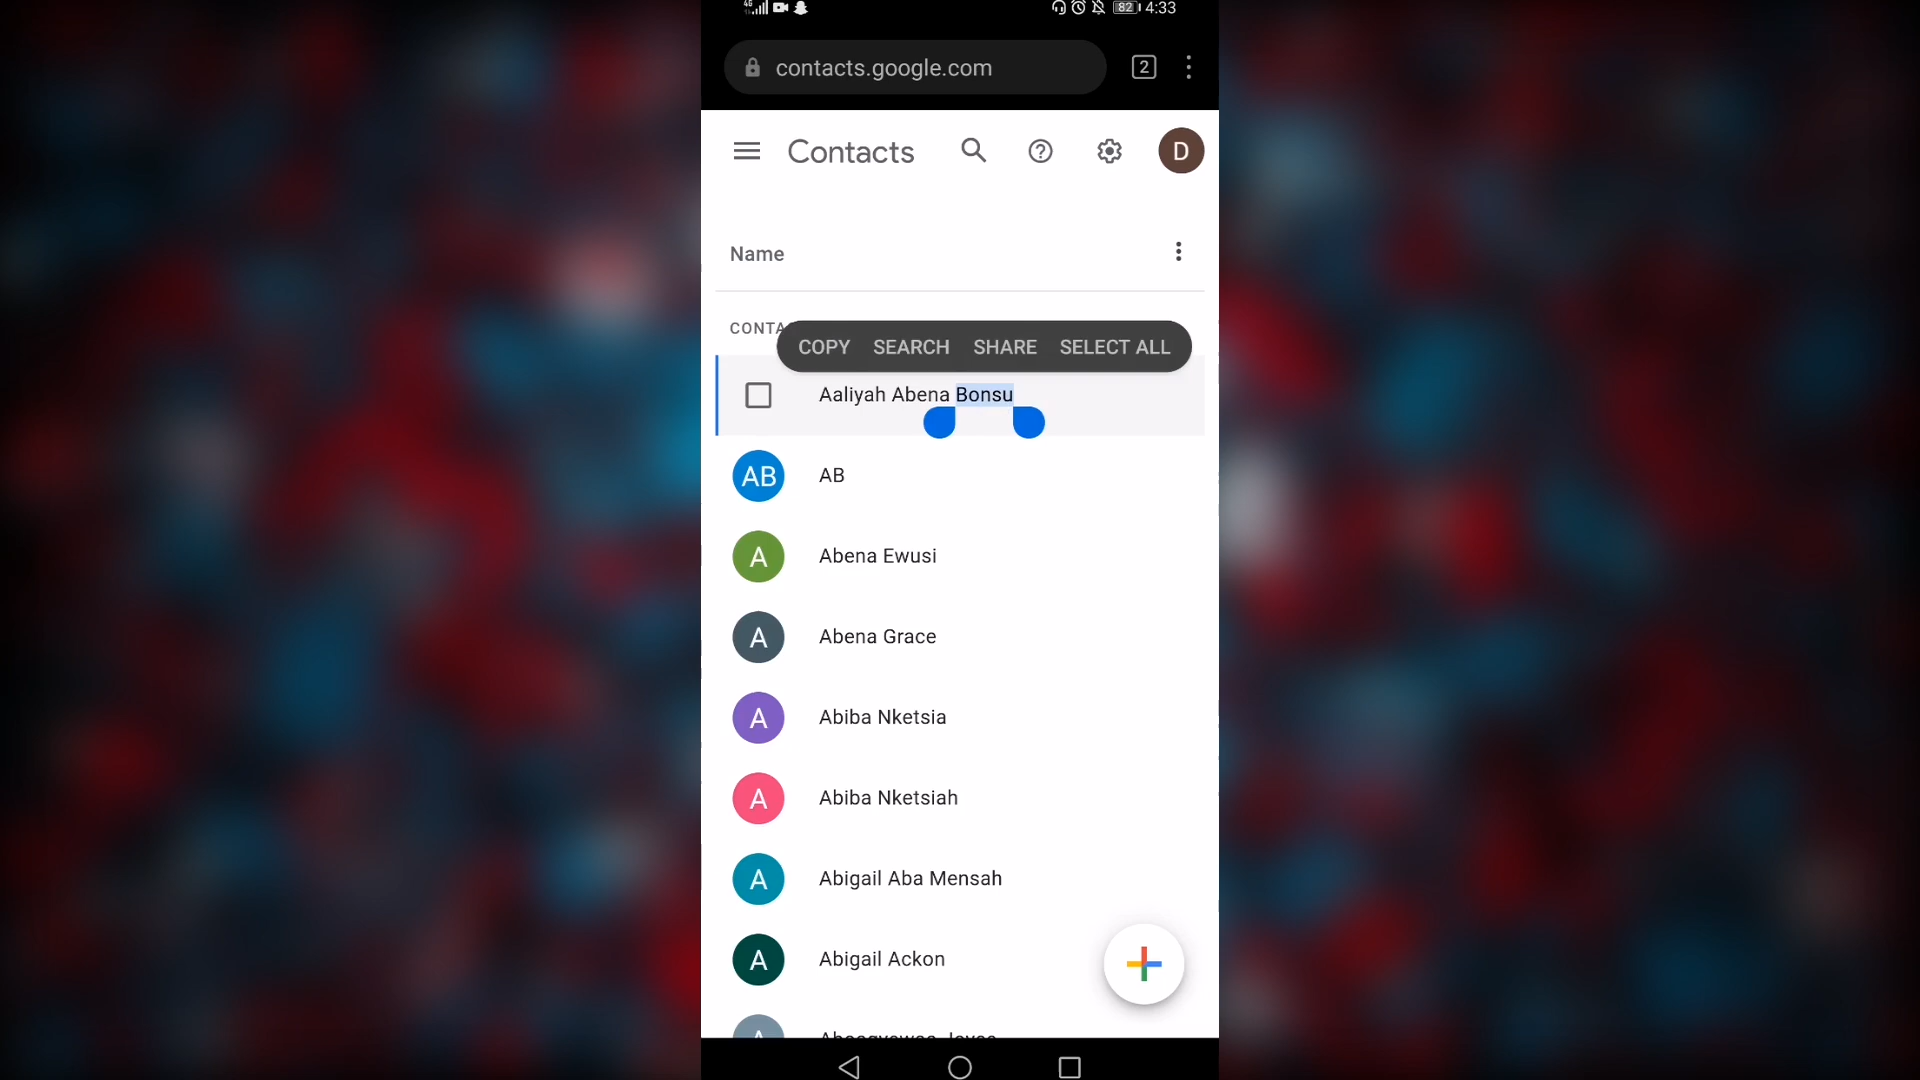 4G 82 4:33
contacts.google.com 2
Contacts D
Name
CONTA
COPY SEARCH SHARE SELECT ALL
Aaliyah Abena Bonsu
AB AB
A Abena Ewusi
A Abena Grace
A Abiba Nketsia
A Abiba Nketsiah
A Abigail Aba Mensah
A Abigail Ackon